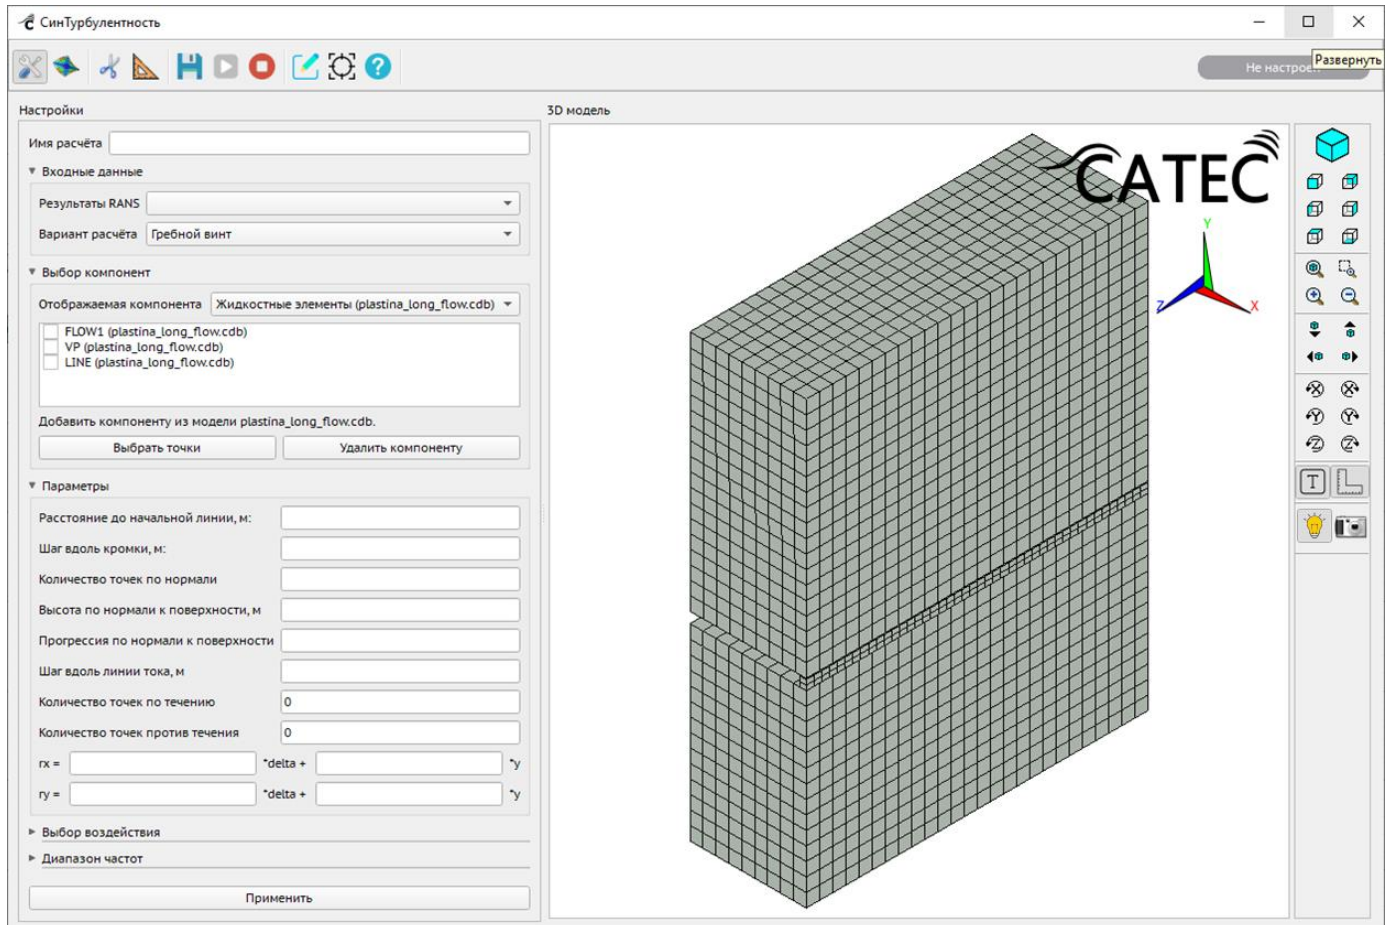 СинТурбулентность
Не настроен
Развернуть
Настройки
3D модель
Имя расчёта
Входные данные
Результаты RANS
Вариант расчёта Гребной винт
Выбор компонент
Отображаемая компонента Жидкостные элементы (plastina_long_flow.cdb)
FLOW1 (plastina_long_flow.cdb)
VP (plastina_long_flow.cdb)
LINE (plastina_long_flow.cdb)
Добавить компоненту из модели plastina_long_flow.cdb.
Выбрать точки Удалить компоненту
Параметры
Расстояние до начальной линии, м:
Шаг вдоль кромки, м:
Количество точек по нормали
Высота по нормали к поверхности, м
Прогрессия по нормали к поверхности
Шаг вдоль линии тока, м
Количество точек по течению 0
Количество точек против течения 0
rx = *delta + *y
ry = *delta + *y
Выбор воздействия
Диапазон частот
Применить
CATEC
Y
Z
X
X X
Y Y
Z Z
T